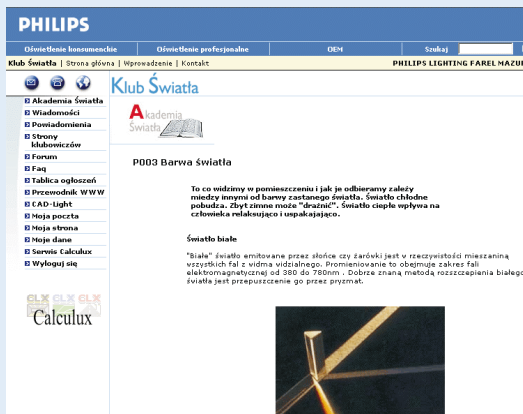 PHILIPS
Oświetlenie konsumenckie
Oświetlenie profesjonalne
OEM
Szukaj
Klub Światła | Strona główna | Wprowadzenie | Kontakt
PHILIPS LIGHTING FAREL MAZUR
Klub Światła
Akademia Światła
Wiadomości
Powiadomienia
Strony
klubowiczów
Forum
Faq
Tablica ogłoszeń
Przewodnik WWW
CAD-Light
Moja poczta
Moja strona
Moje dane
Serwis Calculux
Wyloguj się
CLX CLX CLX
Calculux
Akademia
Światła
P003 Barwa światła
To co widzimy w pomieszczeniu i jak je odbieramy zależy
miedzy innymi od barwy zastanego światła. Światło chłodne
pobudza. Zbyt zimne może "draźnić". Światło ciepłe wpływa na
człowieka relaksująco i uspakajająco.
Światło białe
"Białe" światło emitowane przez słońce czy żarówki jest w rzeczywistości mieszaniną
wszystkich fal z widma widzialnego. Promieniowanie to obejmuje zakres fali
elektromagnetycznej od 380 do 780nm . Dobrze znaną metodą rozszczepienia białego
światła jest przepuszczenie go przez pryzmat.